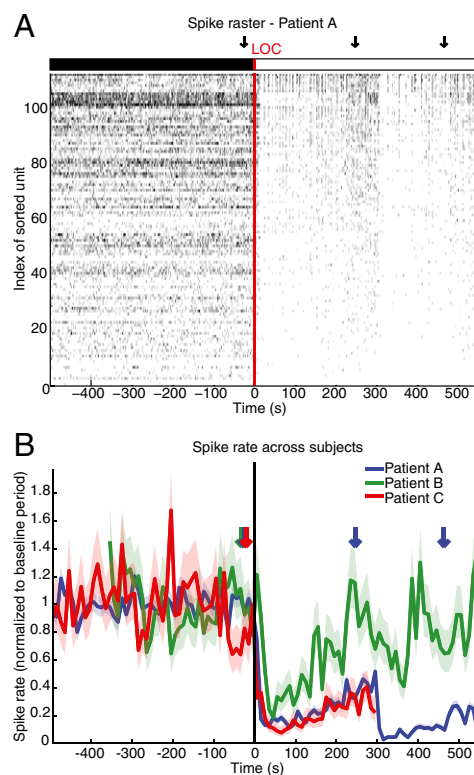 A
Spike raster - Patient A
LOC
Index of sorted unit
100
80
60
40
20
0
−400 −300 −200 −100 0 100 200 300 400 500
Time (s)
B
Spike rate across subjects
Patient A
Patient B
Patient C
Spike rate (normalized to baseline period)
1.8
1.6
1.4
1.2
1.0
0.8
0.6
0.4
0.2
0
-400 -300 -200 -100 0 100 200 300 400 500
Time (s)